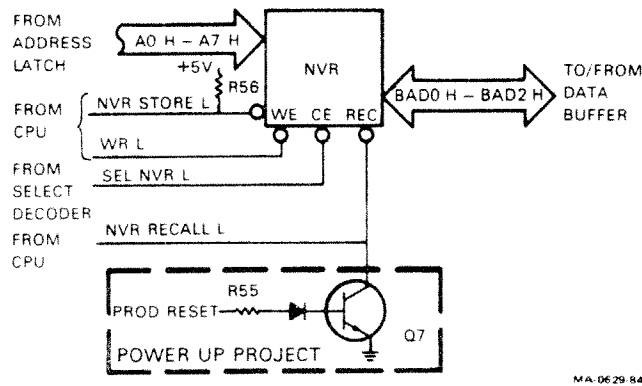 FROM
ADDRESS
LATCH
A0 H – A7 H
+5V
R56
NVR
BAD0 H – BAD2 H
TO/FROM
DATA
BUFFER
FROM
CPU
NVR STORE L
WE CE REC
WR L
FROM
SELECT
DECODER
SEL NVR L
FROM
CPU
NVR RECALL L
R55
PROD RESET
Q7
POWER UP PROJECT
MA-0629-84